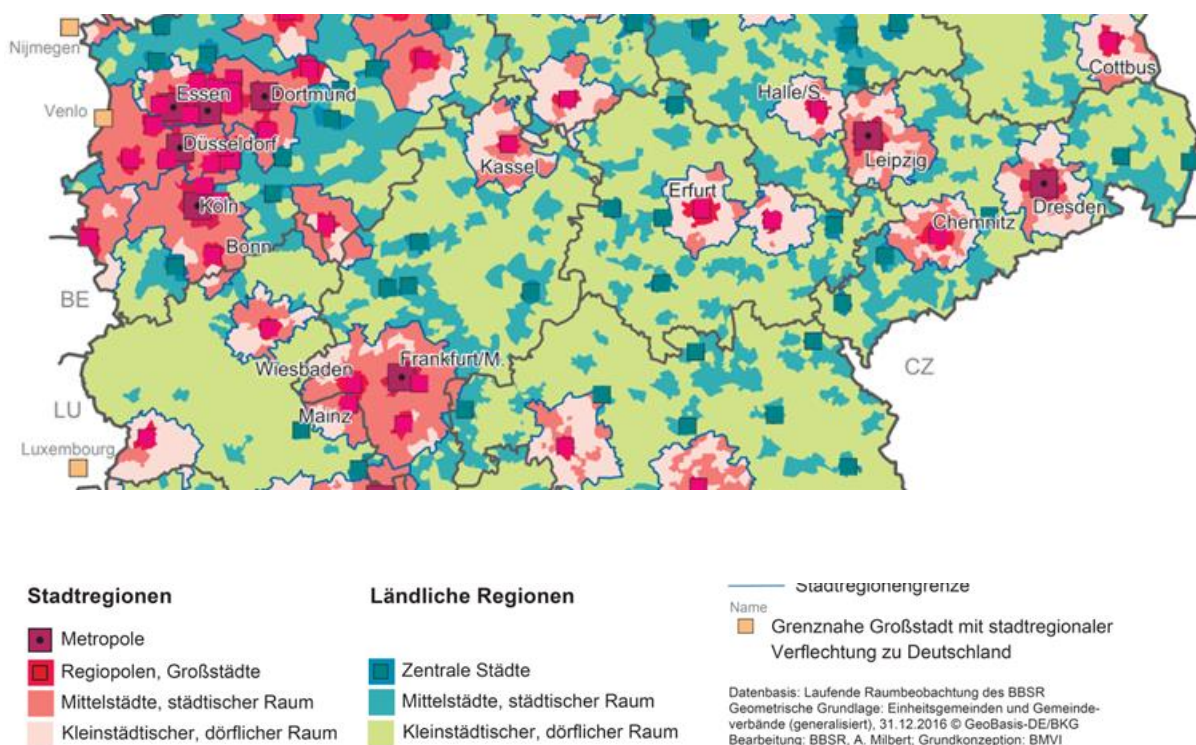 Nijmegen
Cottbus
Essen
Dortmund
Halle/S.
Venlo
Düsseldorf
Kassel
Leipzig
Erfurt
Köln
Chemnitz
Dresden
Bonn
BE
Wiesbaden
Frankfurt/M.
CZ
LU
Mainz
Luxembourg
Stadtregionen
Metropole
Regiopolen, Großstädte
Mittelstädte, städtischer Raum
Kleinstädtischer, dörflicher Raum
Ländliche Regionen
Zentrale Städte
Mittelstädte, städtischer Raum
Kleinstädtischer, dörflicher Raum
Stadtregionengrenze
Name
Grenznahe Großstadt mit stadtregionaler
Verflechtung zu Deutschland
Datenbasis: Laufende Raumbeobachtung des BBSR
Geometrische Grundlage: Einheitsgemeinden und Gemeinde-
verbände (generalisiert), 31.12.2016 © GeoBasis-DE/BKG
Bearbeitung: BBSR, A. Milbert; Grundkonzeption: BMVI